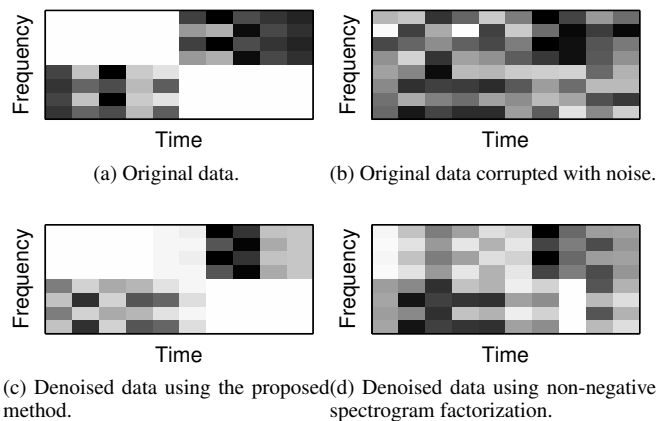 Frequency
Time
(a) Original data.
Frequency
Time
(b) Original data corrupted with noise.
Frequency
Time
(c) Denoised data using the proposed
method.
Frequency
Time
(d) Denoised data using non-negative
spectrogram factorization.